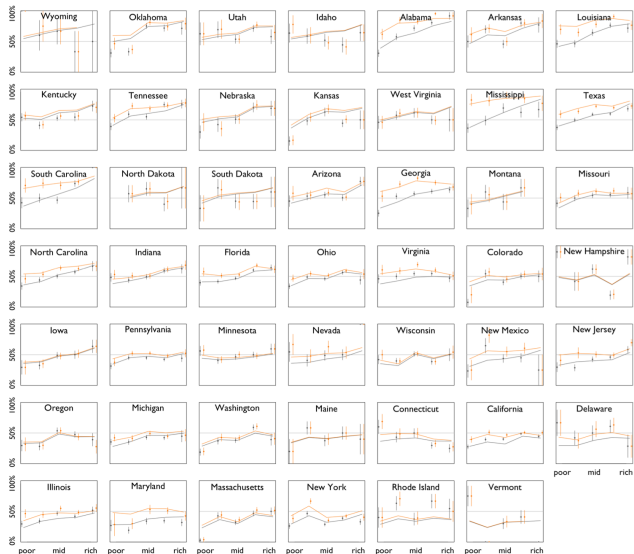 Wyoming Oklahoma Utah Idaho Alabama Arkansas Louisiana
100%
50%
0%
Kentucky Tennessee Nebraska Kansas West Virginia Mississippi Texas
100%
50%
0%
South Carolina North Dakota South Dakota Arizona Georgia Montana Missouri
100%
50%
0%
North Carolina Indiana Florida Ohio Virginia Colorado New Hampshire
100%
50%
0%
Iowa Pennsylvania Minnesota Nevada Wisconsin New Mexico New Jersey
100%
50%
0%
Oregon Michigan Washington Maine Connecticut California Delaware
100%
50%
0%
poor mid rich
Illinois Maryland Massachusetts New York Rhode Island Vermont
100%
50%
0%
poor mid rich poor mid rich poor mid rich poor mid rich poor mid rich poor mid rich